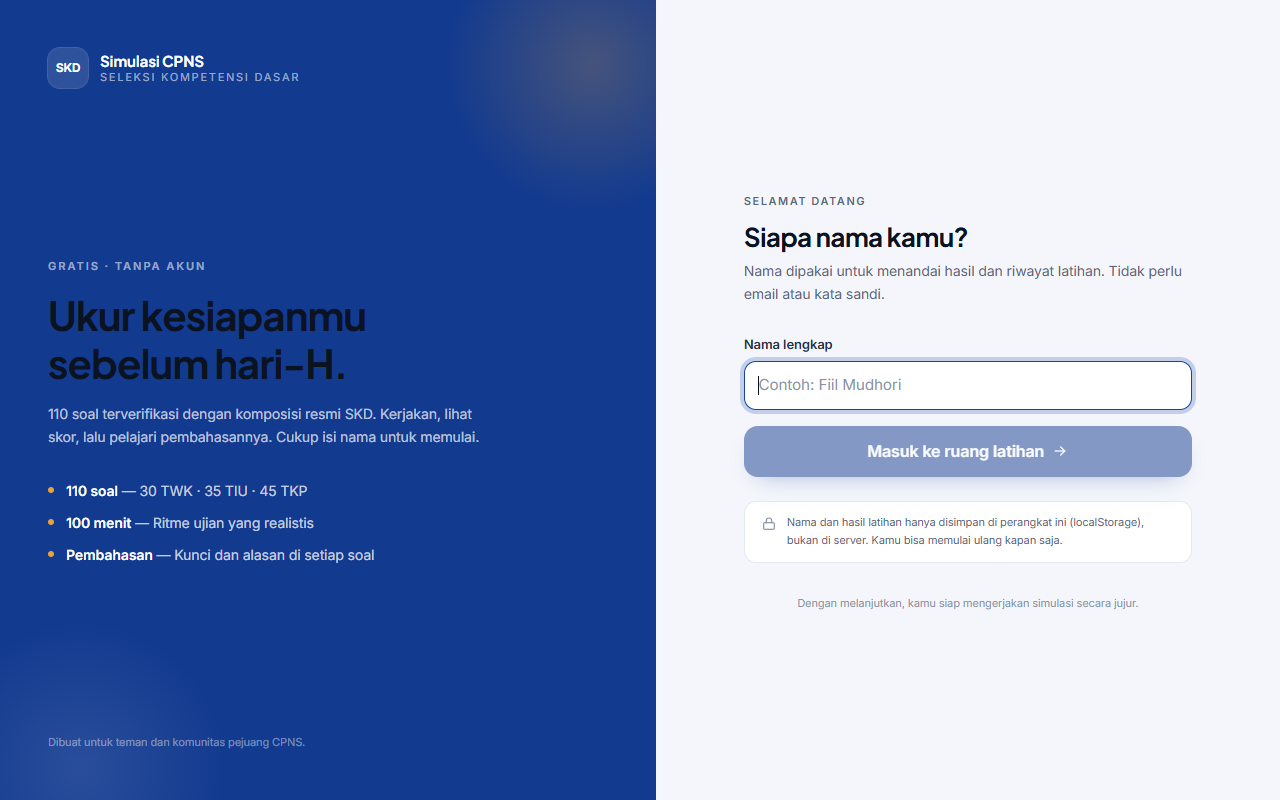 SKD
Simulasi CPNS
SELEKSI KOMPETENSI DASAR
GRATIS · TANPA AKUN
Ukur kesiapanmu
sebelum hari-H.
110 soal terverifikasi dengan komposisi resmi SKD. Kerjakan, lihat
skor, lalu pelajari pembahasannya. Cukup isi nama untuk memulai.
110 soal — 30 TWK · 35 TIU · 45 TKP
100 menit — Ritme ujian yang realistis
Pembahasan — Kunci dan alasan di setiap soal
Dibuat untuk teman dan komunitas pejuang CPNS.
SELAMAT DATANG
Siapa nama kamu?
Nama dipakai untuk menandai hasil dan riwayat latihan. Tidak perlu
email atau kata sandi.
Nama lengkap
Contoh: Fiil Mudhori
Masuk ke ruang latihan →
Nama dan hasil latihan hanya disimpan di perangkat ini (localStorage),
bukan di server. Kamu bisa memulai ulang kapan saja.
Dengan melanjutkan, kamu siap mengerjakan simulasi secara jujur.